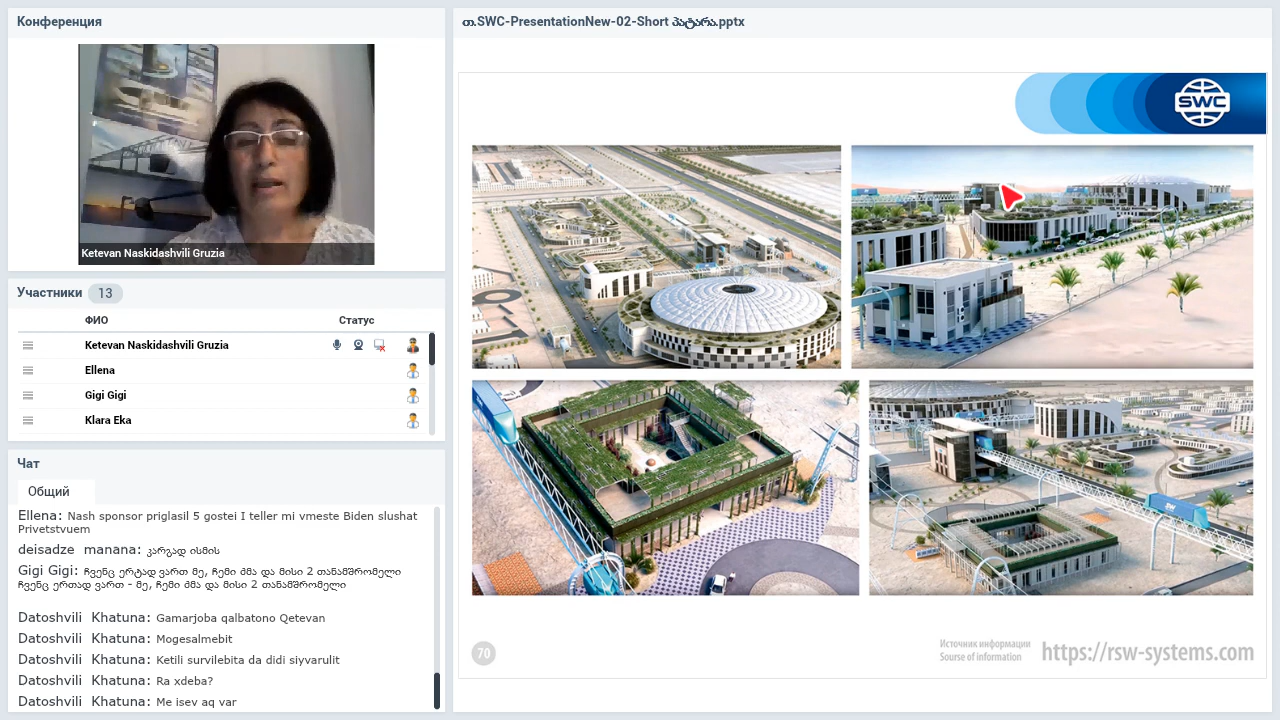 Конференция
Ketevan Naskidashvili Gruzia
Участники 13
ФИО Статус
Ketevan Naskidashvili Gruzia
Ellena
Gigi Gigi
Klara Eka
Чат
Общий
Ellena: Nash sponsor priglasil 5 gostei I teller mi vmeste Biden slushat
Privetstvuem
deisadze manana: კარგად ისმის
Gigi Gigi: ჩვენც ერტად ვართ მე, ჩემი ძმა და მისი 2 თანამშრომელი
ჩვენც ერთად ვართ - მე, ჩემი ძმა და მისი 2 თანამშრომელი
Datoshvili Khatuna: Gamarjoba qalbatono Qetevan
Datoshvili Khatuna: Mogesalmebit
Datoshvili Khatuna: Ketili survilebit3 da didi siyvarulit
Datoshvili Khatuna: Ra xdeba?
Datoshvili Khatuna: Me isev aq var
თ.SWC-PresentationNew-02-Short პატარა.pptx
SWC
70
Источник информации
Sourse of information
https://rsw-systems.com